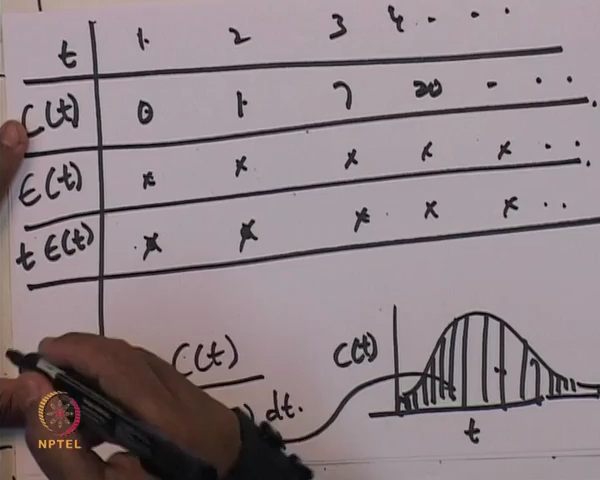 t 1 2 3 4 . . .
C(t) 0 1 7 20 - . . .
E(t) x x x x x . . .
t E(t) x x x x x . .
C(t)
) dt.
C(t)
t
NPTEL